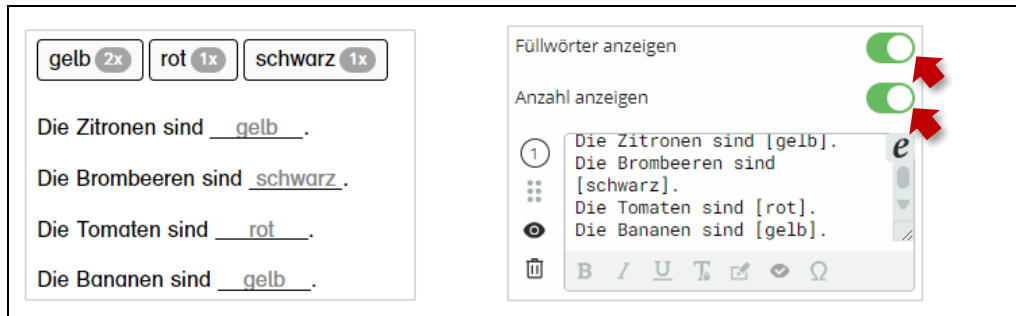 gelb 2x rot 1x schwarz 1x
Die Zitronen sind gelb.
Die Brombeeren sind schwarz.
Die Tomaten sind rot.
Die Bananen sind gelb.
Füllwörter anzeigen
Anzahl anzeigen
1
Die Zitronen sind [gelb].
Die Brombeeren sind
[schwarz].
Die Tomaten sind [rot].
Die Bananen sind [gelb].
e
B I U T Ω